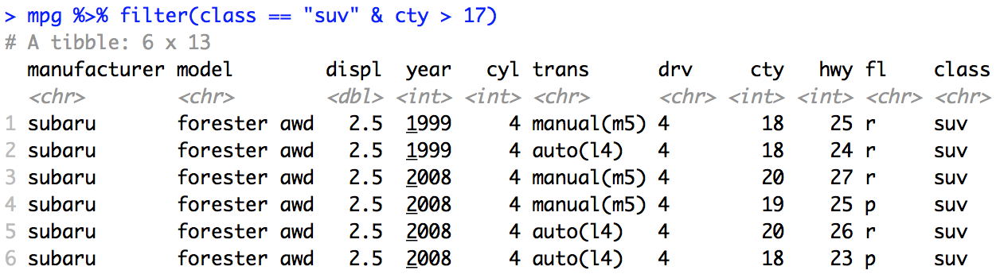 > mpg %>% filter(class == "suv" & cty > 17)
# A tibble: 6 x 13
  manufacturer model        displ  year   cyl trans      drv     cty   hwy fl    class
  <chr>        <chr>        <dbl> <int> <int> <chr>      <chr> <int> <int> <chr> <chr>
1 subaru       forester awd   2.5  1999     4 manual(m5) 4        18    25 r     suv
2 subaru       forester awd   2.5  1999     4 auto(l4)   4        18    24 r     suv
3 subaru       forester awd   2.5  2008     4 manual(m5) 4        20    27 r     suv
4 subaru       forester awd   2.5  2008     4 manual(m5) 4        19    25 p     suv
5 subaru       forester awd   2.5  2008     4 auto(l4)   4        20    26 r     suv
6 subaru       forester awd   2.5  2008     4 auto(l4)   4        18    23 p     suv